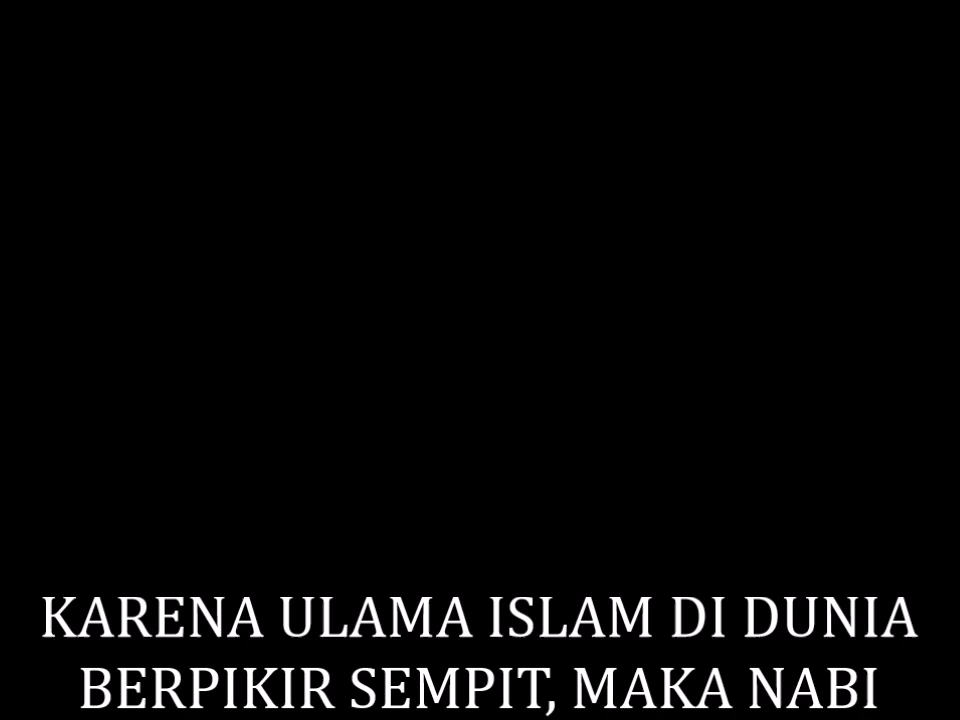 KARENA ULAMA ISLAM DI DUNIA
BERPIKIR SEMPIT, MAKA NABI